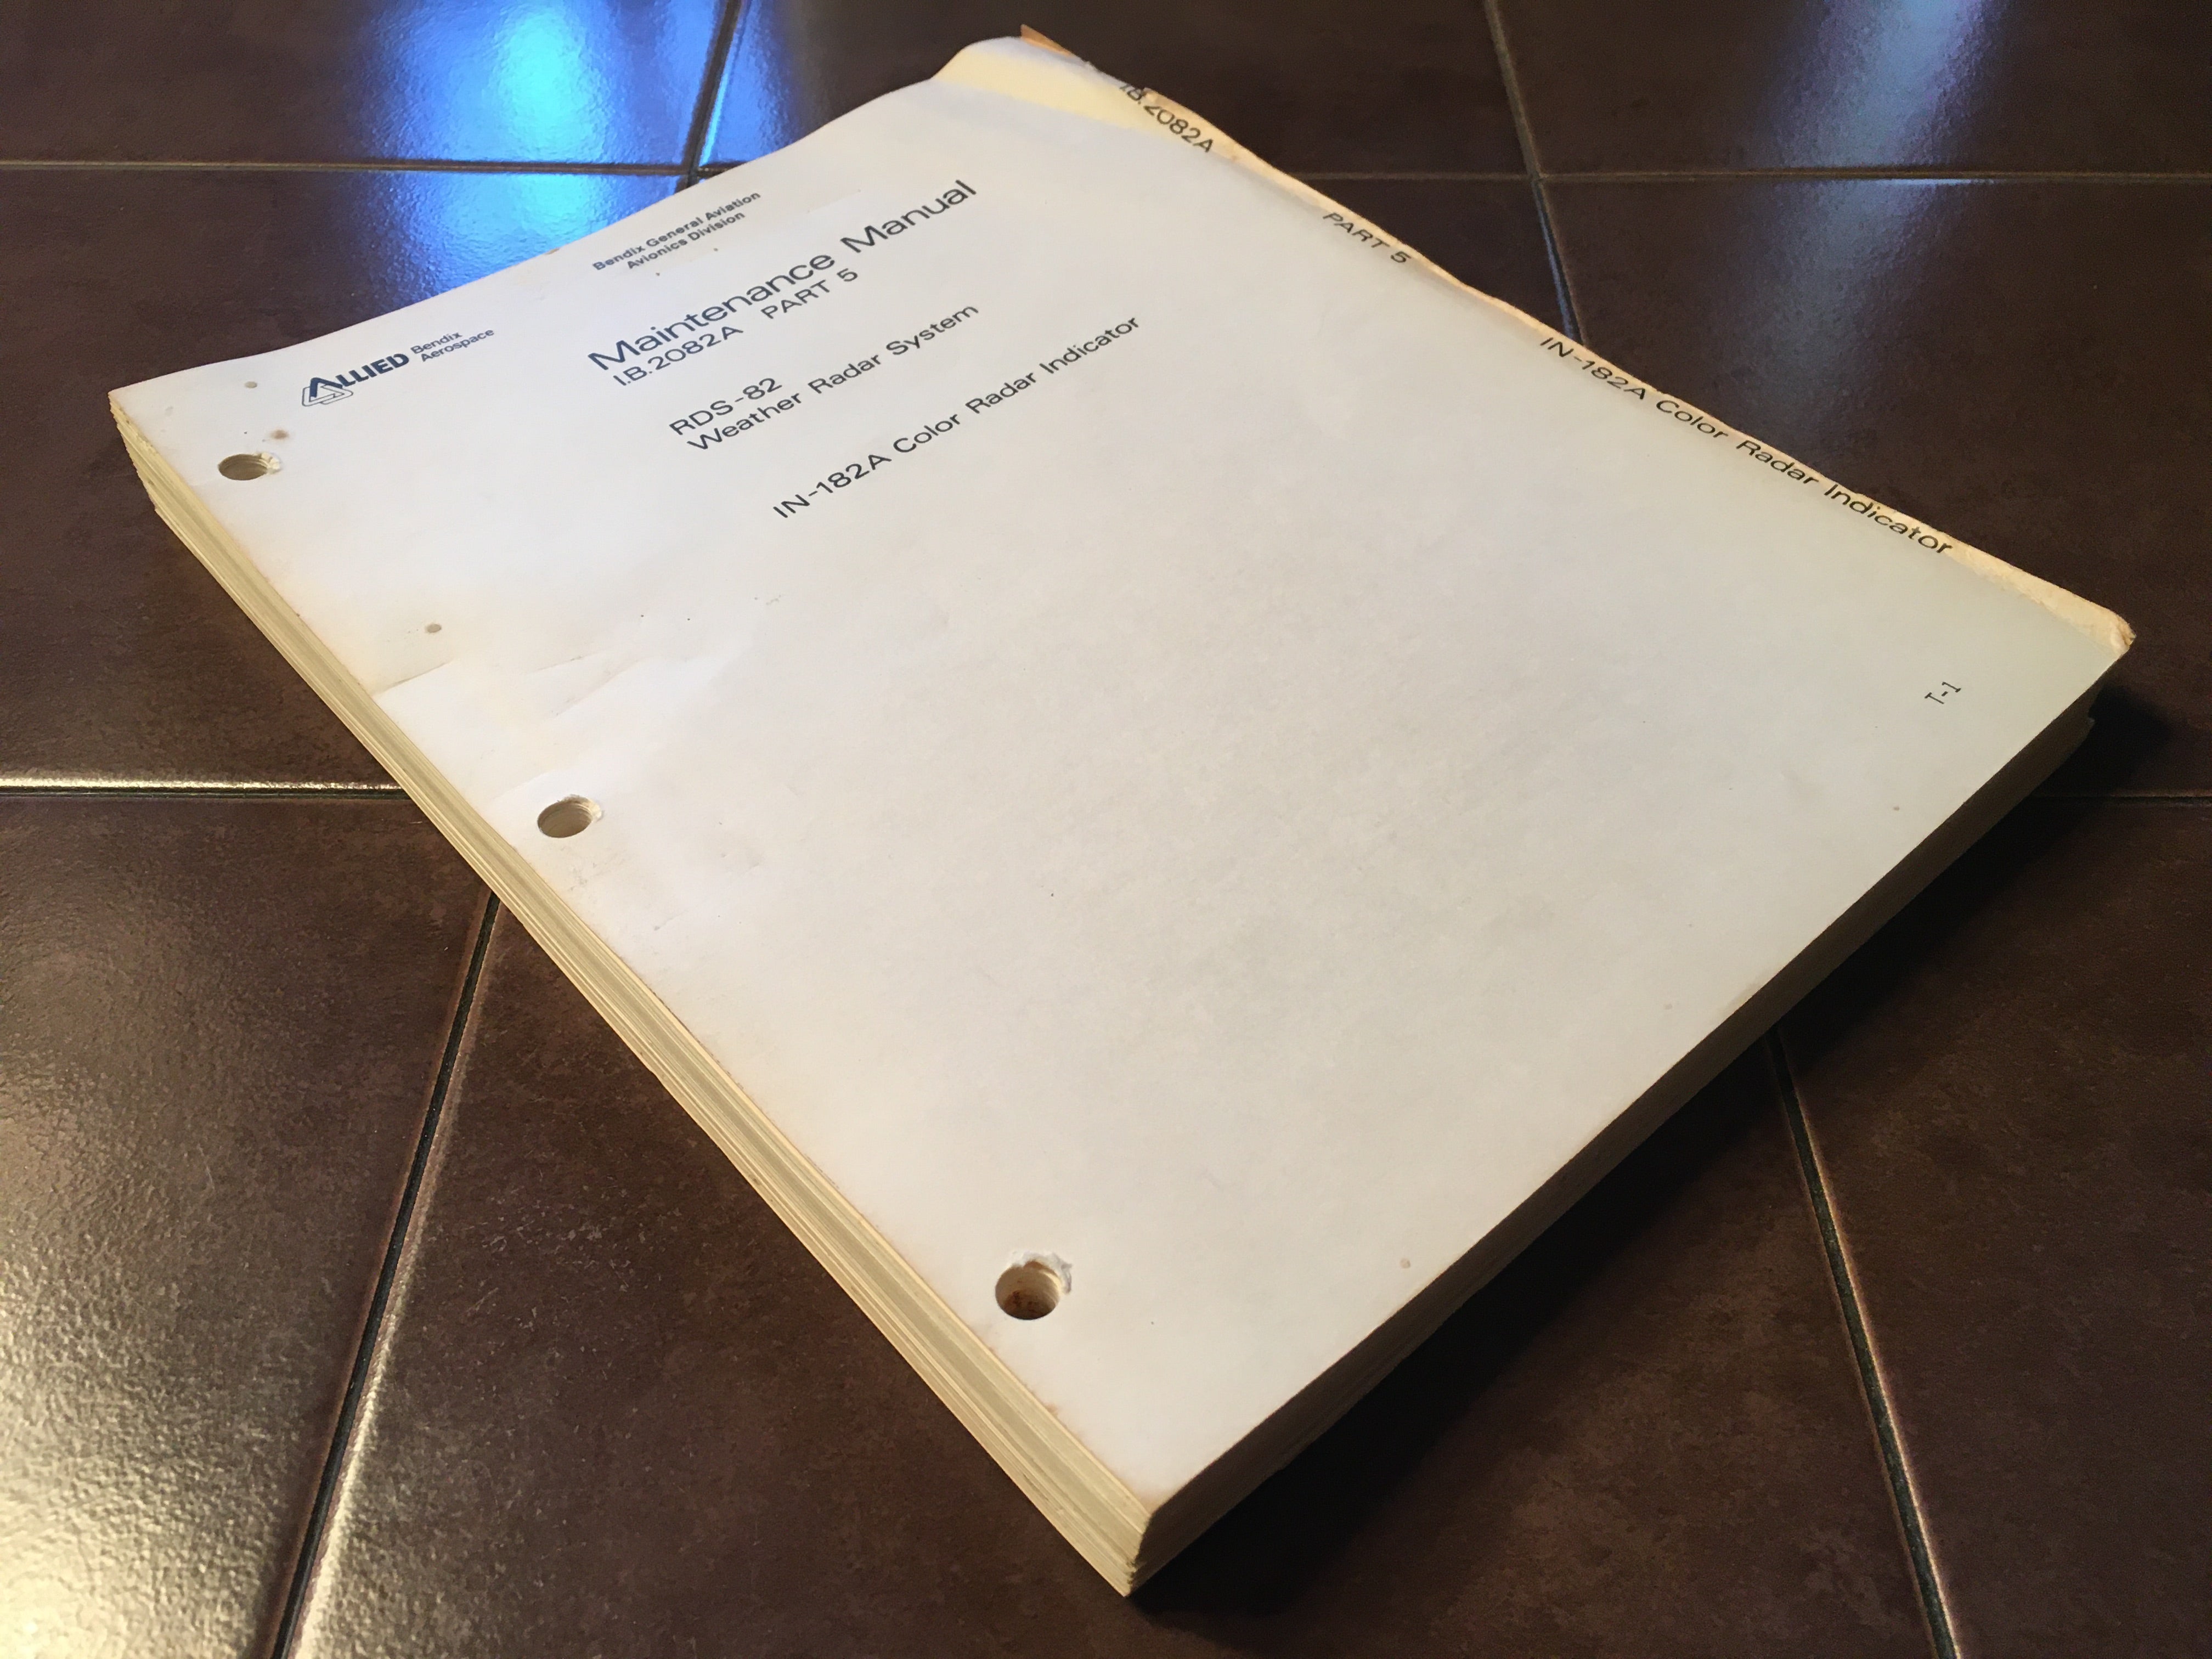 ALLIED Bendix
Aerospace
Bendix General Aviation
Avionics Division
Maintenance Manual
I.B.2082A PART 5
RDS-82
Weather Radar System
IN-182A Color Radar Indicator
I.B.2082A
PART 5
IN-182A Color Radar Indicator
T-1